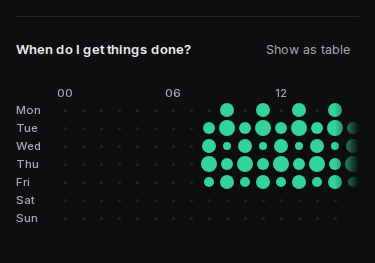 When do I get things done? Show as table
00 06 12
Mon
Tue
Wed
Thu
Fri
Sat
Sun